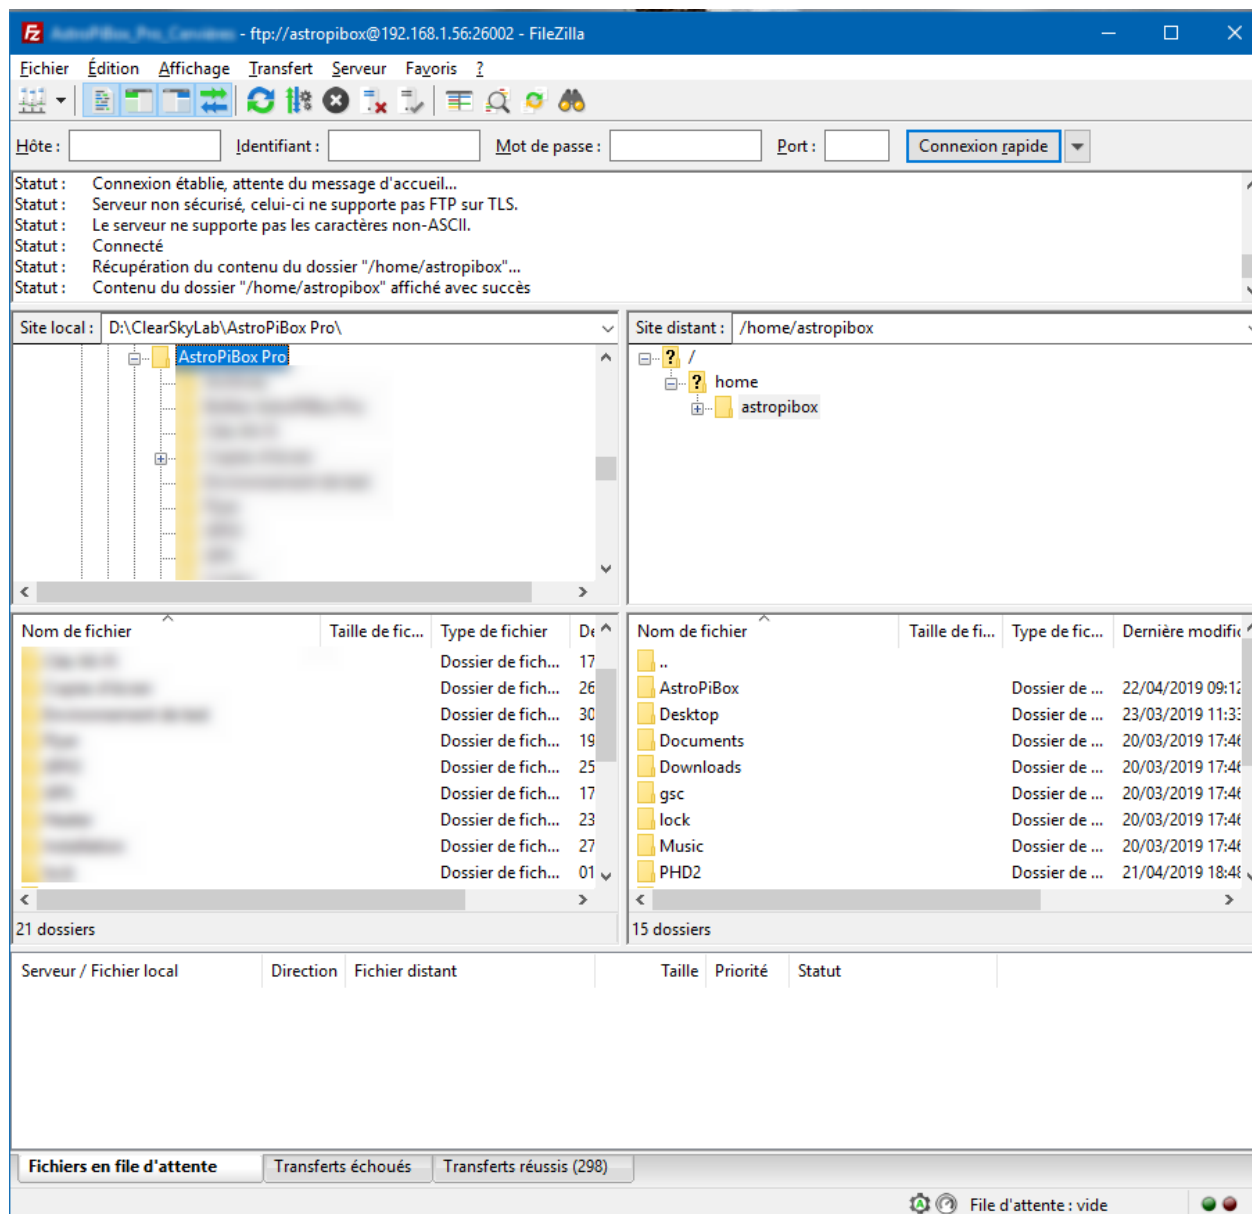 - ftp://astropibox@192.168.1.56:26002 - FileZilla
Fichier Édition Affichage Transfert Serveur Favoris ?
Hôte : Identifiant : Mot de passe : Port : Connexion rapide
Statut : Connexion établie, attente du message d'accueil...
Statut : Serveur non sécurisé, celui-ci ne supporte pas FTP sur TLS.
Statut : Le serveur ne supporte pas les caractères non-ASCII.
Statut : Connecté
Statut : Récupération du contenu du dossier "/home/astropibox"...
Statut : Contenu du dossier "/home/astropibox" affiché avec succès
Site local : D:\ClearSkyLab\AstroPiBox Pro\
AstroPiBox Pro
Site distant : /home/astropibox
/
home
astropibox
Nom de fichier Taille de fic... Type de fichier De
Dossier de fich... 17
Dossier de fich... 26
Dossier de fich... 30
Dossier de fich... 19
Dossier de fich... 25
Dossier de fich... 17
Dossier de fich... 23
Dossier de fich... 27
Dossier de fich... 01
21 dossiers
Nom de fichier Taille de fi... Type de fic... Dernière modific
..
AstroPiBox Dossier de ... 22/04/2019 09:12
Desktop Dossier de ... 23/03/2019 11:33
Documents Dossier de ... 20/03/2019 17:46
Downloads Dossier de ... 20/03/2019 17:46
gsc Dossier de ... 20/03/2019 17:46
lock Dossier de ... 20/03/2019 17:46
Music Dossier de ... 20/03/2019 17:46
PHD2 Dossier de ... 21/04/2019 18:48
15 dossiers
Serveur / Fichier local Direction Fichier distant Taille Priorité Statut
Fichiers en file d'attente Transferts échoués Transferts réussis (298)
File d'attente : vide